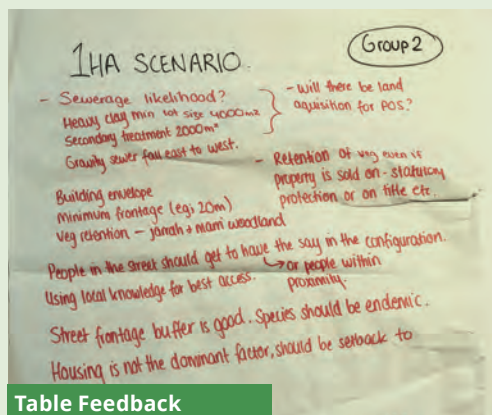 1HA SCENARIO.
Group 2
- Sewerage likelihood?
Heavy clay min lot size 4000m2
Secondary treatment 2000m²
Gravity sewer fall east to west.
- will there be land
aquisition for POS?
- Retention of veg even if
property is sold on - statutory
protection or on title etc.
Building envelope
minimum frontage (eg; 20m)
Veg retention - jarrah + marri woodland
People in the street should get to have the say in the configuration.
↳ or people within
proximity.
Using local knowledge for best access.
Street frontage buffer is good. Species should be endemic.
Housing is not the dominant factor, should be setback to
Table Feedback